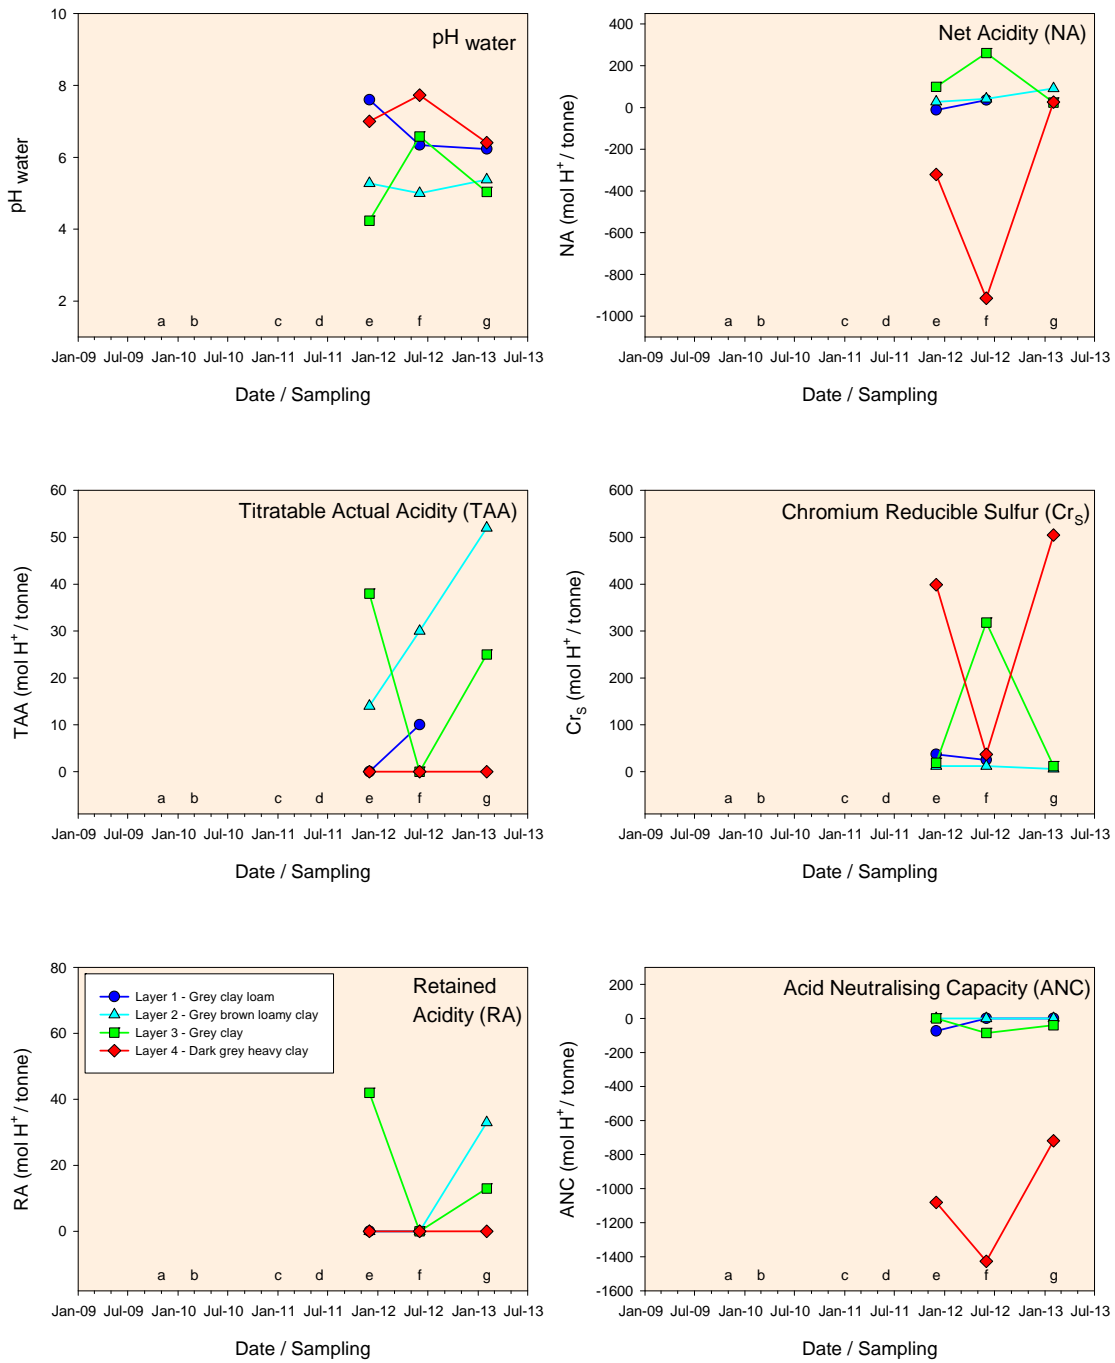 pH water
pH water
10
8
6
4
2
a b c d e f g
Jan-09 Jul-09 Jan-10 Jul-10 Jan-11 Jul-11 Jan-12 Jul-12 Jan-13 Jul-13
Date / Sampling
Net Acidity (NA)
NA (mol H⁺ / tonne)
400
200
0
-200
-400
-600
-800
-1000
a b c d e f g
Jan-09 Jul-09 Jan-10 Jul-10 Jan-11 Jul-11 Jan-12 Jul-12 Jan-13 Jul-13
Date / Sampling
Titratable Actual Acidity (TAA)
TAA (mol H⁺ / tonne)
60
50
40
30
20
10
0
a b c d e f g
Jan-09 Jul-09 Jan-10 Jul-10 Jan-11 Jul-11 Jan-12 Jul-12 Jan-13 Jul-13
Date / Sampling
Chromium Reducible Sulfur (CrS)
CrS (mol H⁺ / tonne)
600
500
400
300
200
100
0
a b c d e f g
Jan-09 Jul-09 Jan-10 Jul-10 Jan-11 Jul-11 Jan-12 Jul-12 Jan-13 Jul-13
Date / Sampling
Retained
Acidity (RA)
Layer 1 - Grey clay loam
Layer 2 - Grey brown loamy clay
Layer 3 - Grey clay
Layer 4 - Dark grey heavy clay
RA (mol H⁺ / tonne)
80
60
40
20
0
a b c d e f g
Jan-09 Jul-09 Jan-10 Jul-10 Jan-11 Jul-11 Jan-12 Jul-12 Jan-13 Jul-13
Date / Sampling
Acid Neutralising Capacity (ANC)
ANC (mol H⁺ / tonne)
200
0
-200
-400
-600
-800
-1000
-1200
-1400
-1600
a b c d e f g
Jan-09 Jul-09 Jan-10 Jul-10 Jan-11 Jul-11 Jan-12 Jul-12 Jan-13 Jul-13
Date / Sampling